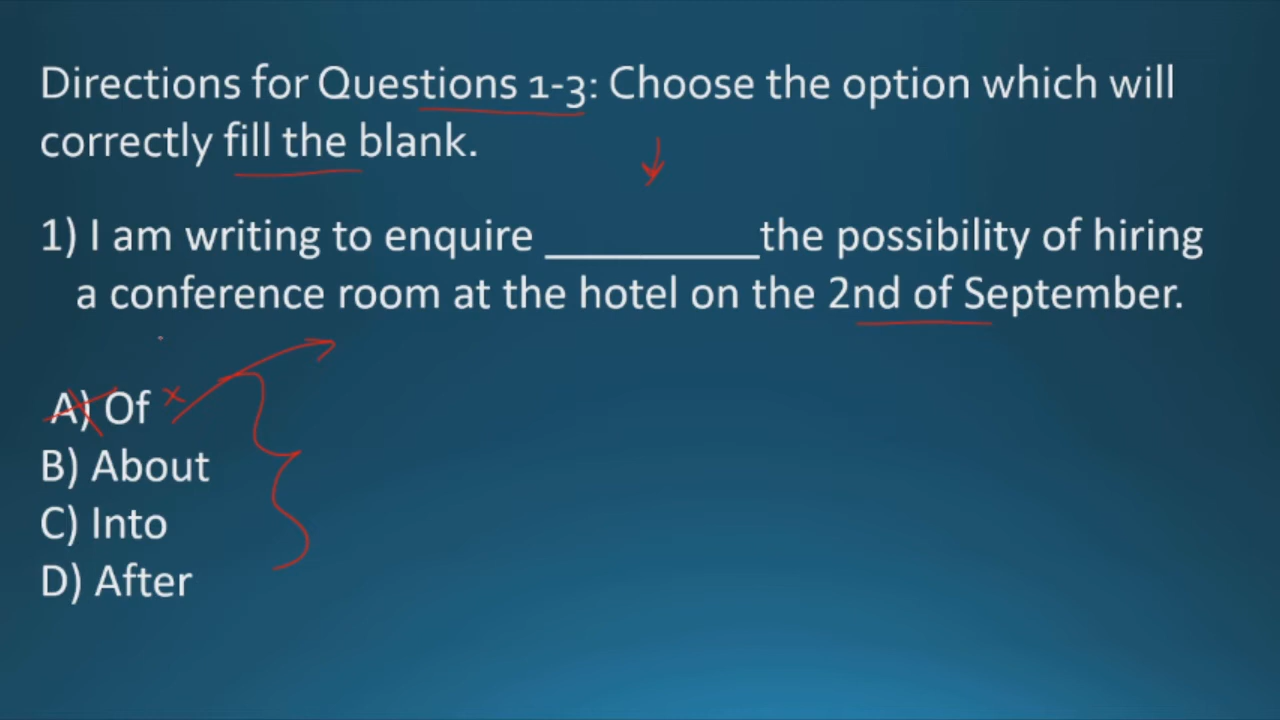 Directions for Questions 1-3: Choose the option which will
correctly fill the blank.
1) I am writing to enquire _________the possibility of hiring
a conference room at the hotel on the 2nd of September.
A) Of
B) About
C) Into
D) After